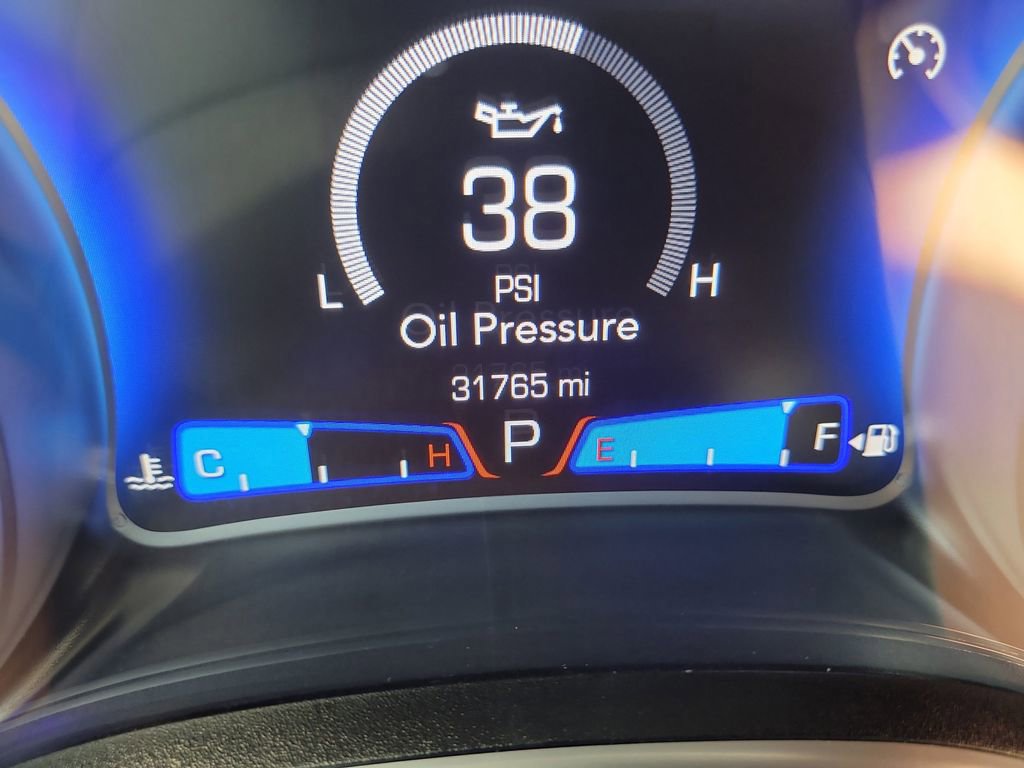 38
L
PSI
H
Oil Pressure
31765 mi
C
H
P
E
F